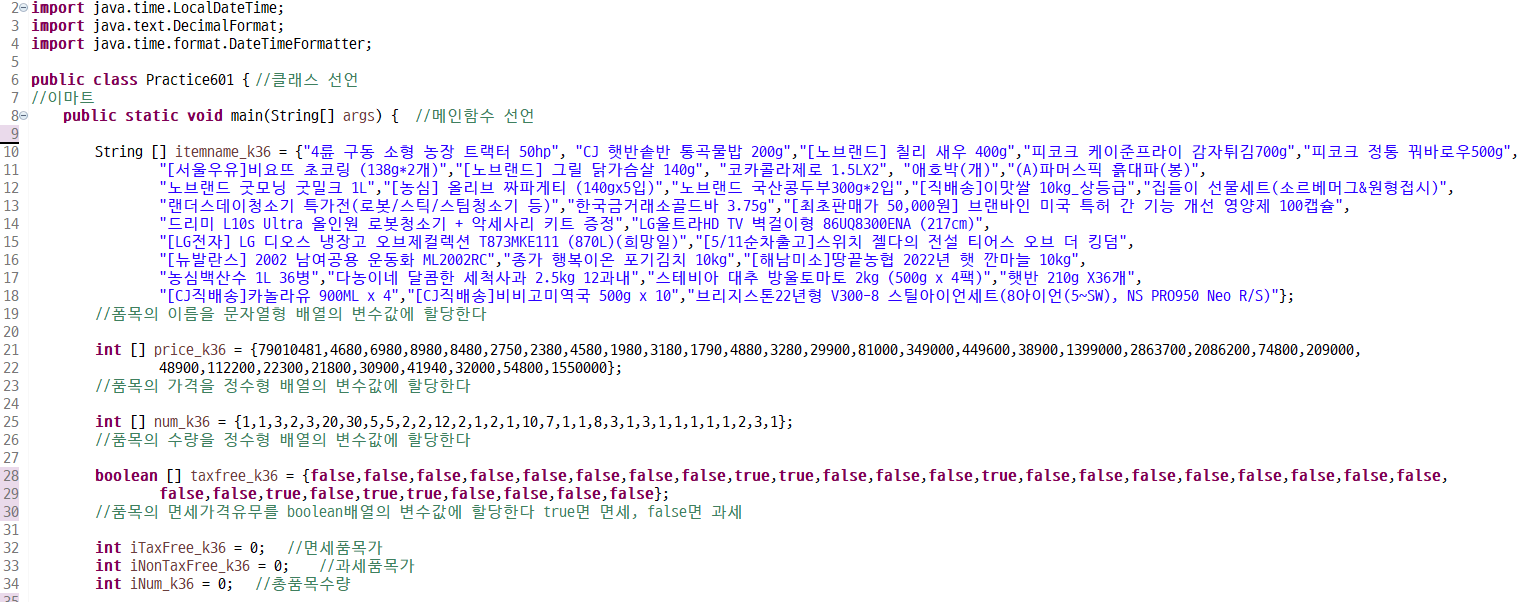 2 import java.time.LocalDateTime;
3 import java.text.DecimalFormat;
4 import java.time.format.DateTimeFormatter;
5
6 public class Practice601 { //클래스 선언
7 //이마트
8 public static void main(String[] args) {  //메인함수 선언
9
10 String [] itemname_k36 = {"4륜 구동 소형 농장 트랙터 50hp", "CJ 햇반솥반 통곡물밥 200g","[노브랜드] 칠리 새우 400g","피코크 케이준프라이 감자튀김700g","피코크 정통 꿔바로우500g",
11 "[서울우유]비요뜨 초코링 (138g*2개)","[노브랜드] 그릴 닭가슴살 140g", "코카콜라제로 1.5LX2", "애호박(개)","(A)파머스픽 흙대파(봉)",
12 "노브랜드 굿모닝 굿밀크 1L","[농심] 올리브 짜파게티 (140gx5입)","노브랜드 국산콩두부300g*2입","[직배송]이맛쌀 10kg_상등급","집들이 선물세트(소르베머그&원형접시)",
13 "랜더스데이청소기 특가전(로봇/스틱/스팀청소기 등)","한국금거래소골드바 3.75g","[최초판매가 50,000원] 브랜바인 미국 특허 간 기능 개선 영양제 100캡슐",
14 "드리미 L10s Ultra 올인원 로봇청소기 + 악세사리 키트 증정","LG울트라HD TV 벽걸이형 86UQ8300ENA (217cm)",
15 "[LG전자] LG 디오스 냉장고 오브제컬렉션 T873MKE111 (870L)(희망일)","[5/11순차출고]스위치 젤다의 전설 티어스 오브 더 킹덤",
16 "[뉴발란스] 2002 남여공용 운동화 ML2002RC","종가 행복이온 포기김치 10kg","[해남미소]땅끝농협 2022년 햇 깐마늘 10kg",
17 "농심백산수 1L 36병","다농이네 달콤한 세척사과 2.5kg 12과내","스테비아 대추 방울토마토 2kg (500g x 4팩)","햇반 210g X36개",
18 "[CJ직배송]카놀라유 900ML x 4","[CJ직배송]비비고미역국 500g x 10","브리지스톤22년형 V300-8 스틸아이언세트(8아이언(5~SW), NS PRO950 Neo R/S)"};
19 //폼목의 이름을 문자열형 배열의 변수값에 할당한다
20
21 int [] price_k36 = {79010481,4680,6980,8980,8480,2750,2380,4580,1980,3180,1790,4880,3280,29900,81000,349000,449600,38900,1399000,2863700,2086200,74800,209000,
22 48900,112200,22300,21800,30900,41940,32000,54800,1550000};
23 //품목의 가격을 정수형 배열의 변수값에 할당한다
24
25 int [] num_k36 = {1,1,3,2,3,20,30,5,5,2,2,12,2,1,2,1,10,7,1,1,8,3,1,3,1,1,1,1,1,2,3,1};
26 //품목의 수량을 정수형 배열의 변수값에 할당한다
27
28 boolean [] taxfree_k36 = {false,false,false,false,false,false,false,false,true,true,false,false,false,true,false,false,false,false,false,false,false,false,
29 false,false,true,false,true,true,false,false,false,false};
30 //품목의 면세가격유무를 boolean배열의 변수값에 할당한다 true면 면세, false면 과세
31
32 int iTaxFree_k36 = 0;  //면세품목가
33 int iNonTaxFree_k36 = 0;  //과세품목가
34 int iNum_k36 = 0;  //총품목수량
35